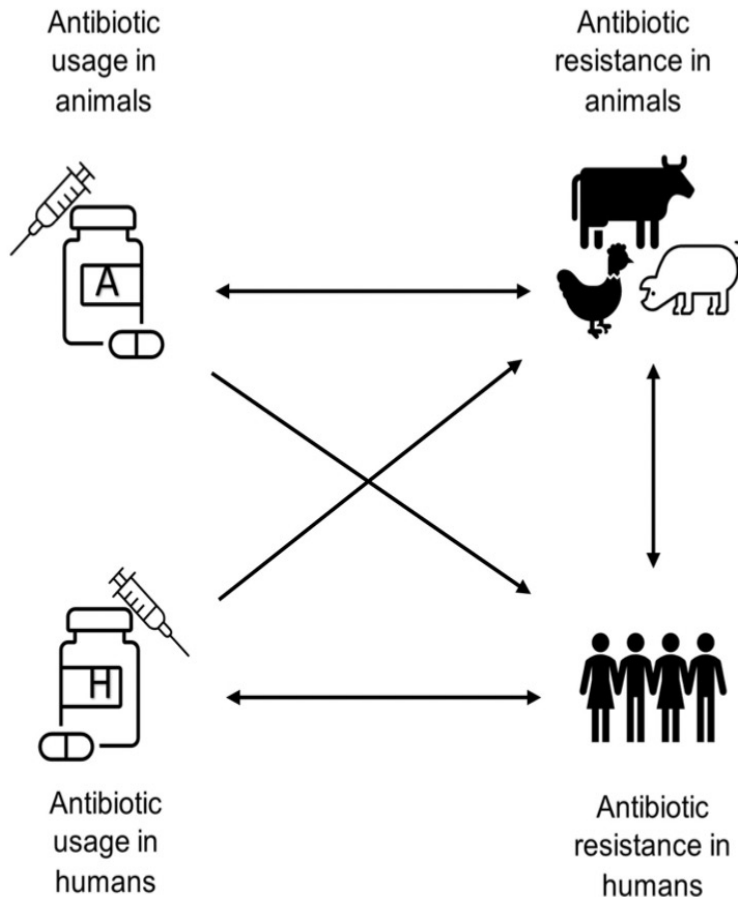 Antibiotic
usage in
animals
Antibiotic
resistance in
animals
A
H
Antibiotic
usage in
humans
Antibiotic
resistance in
humans